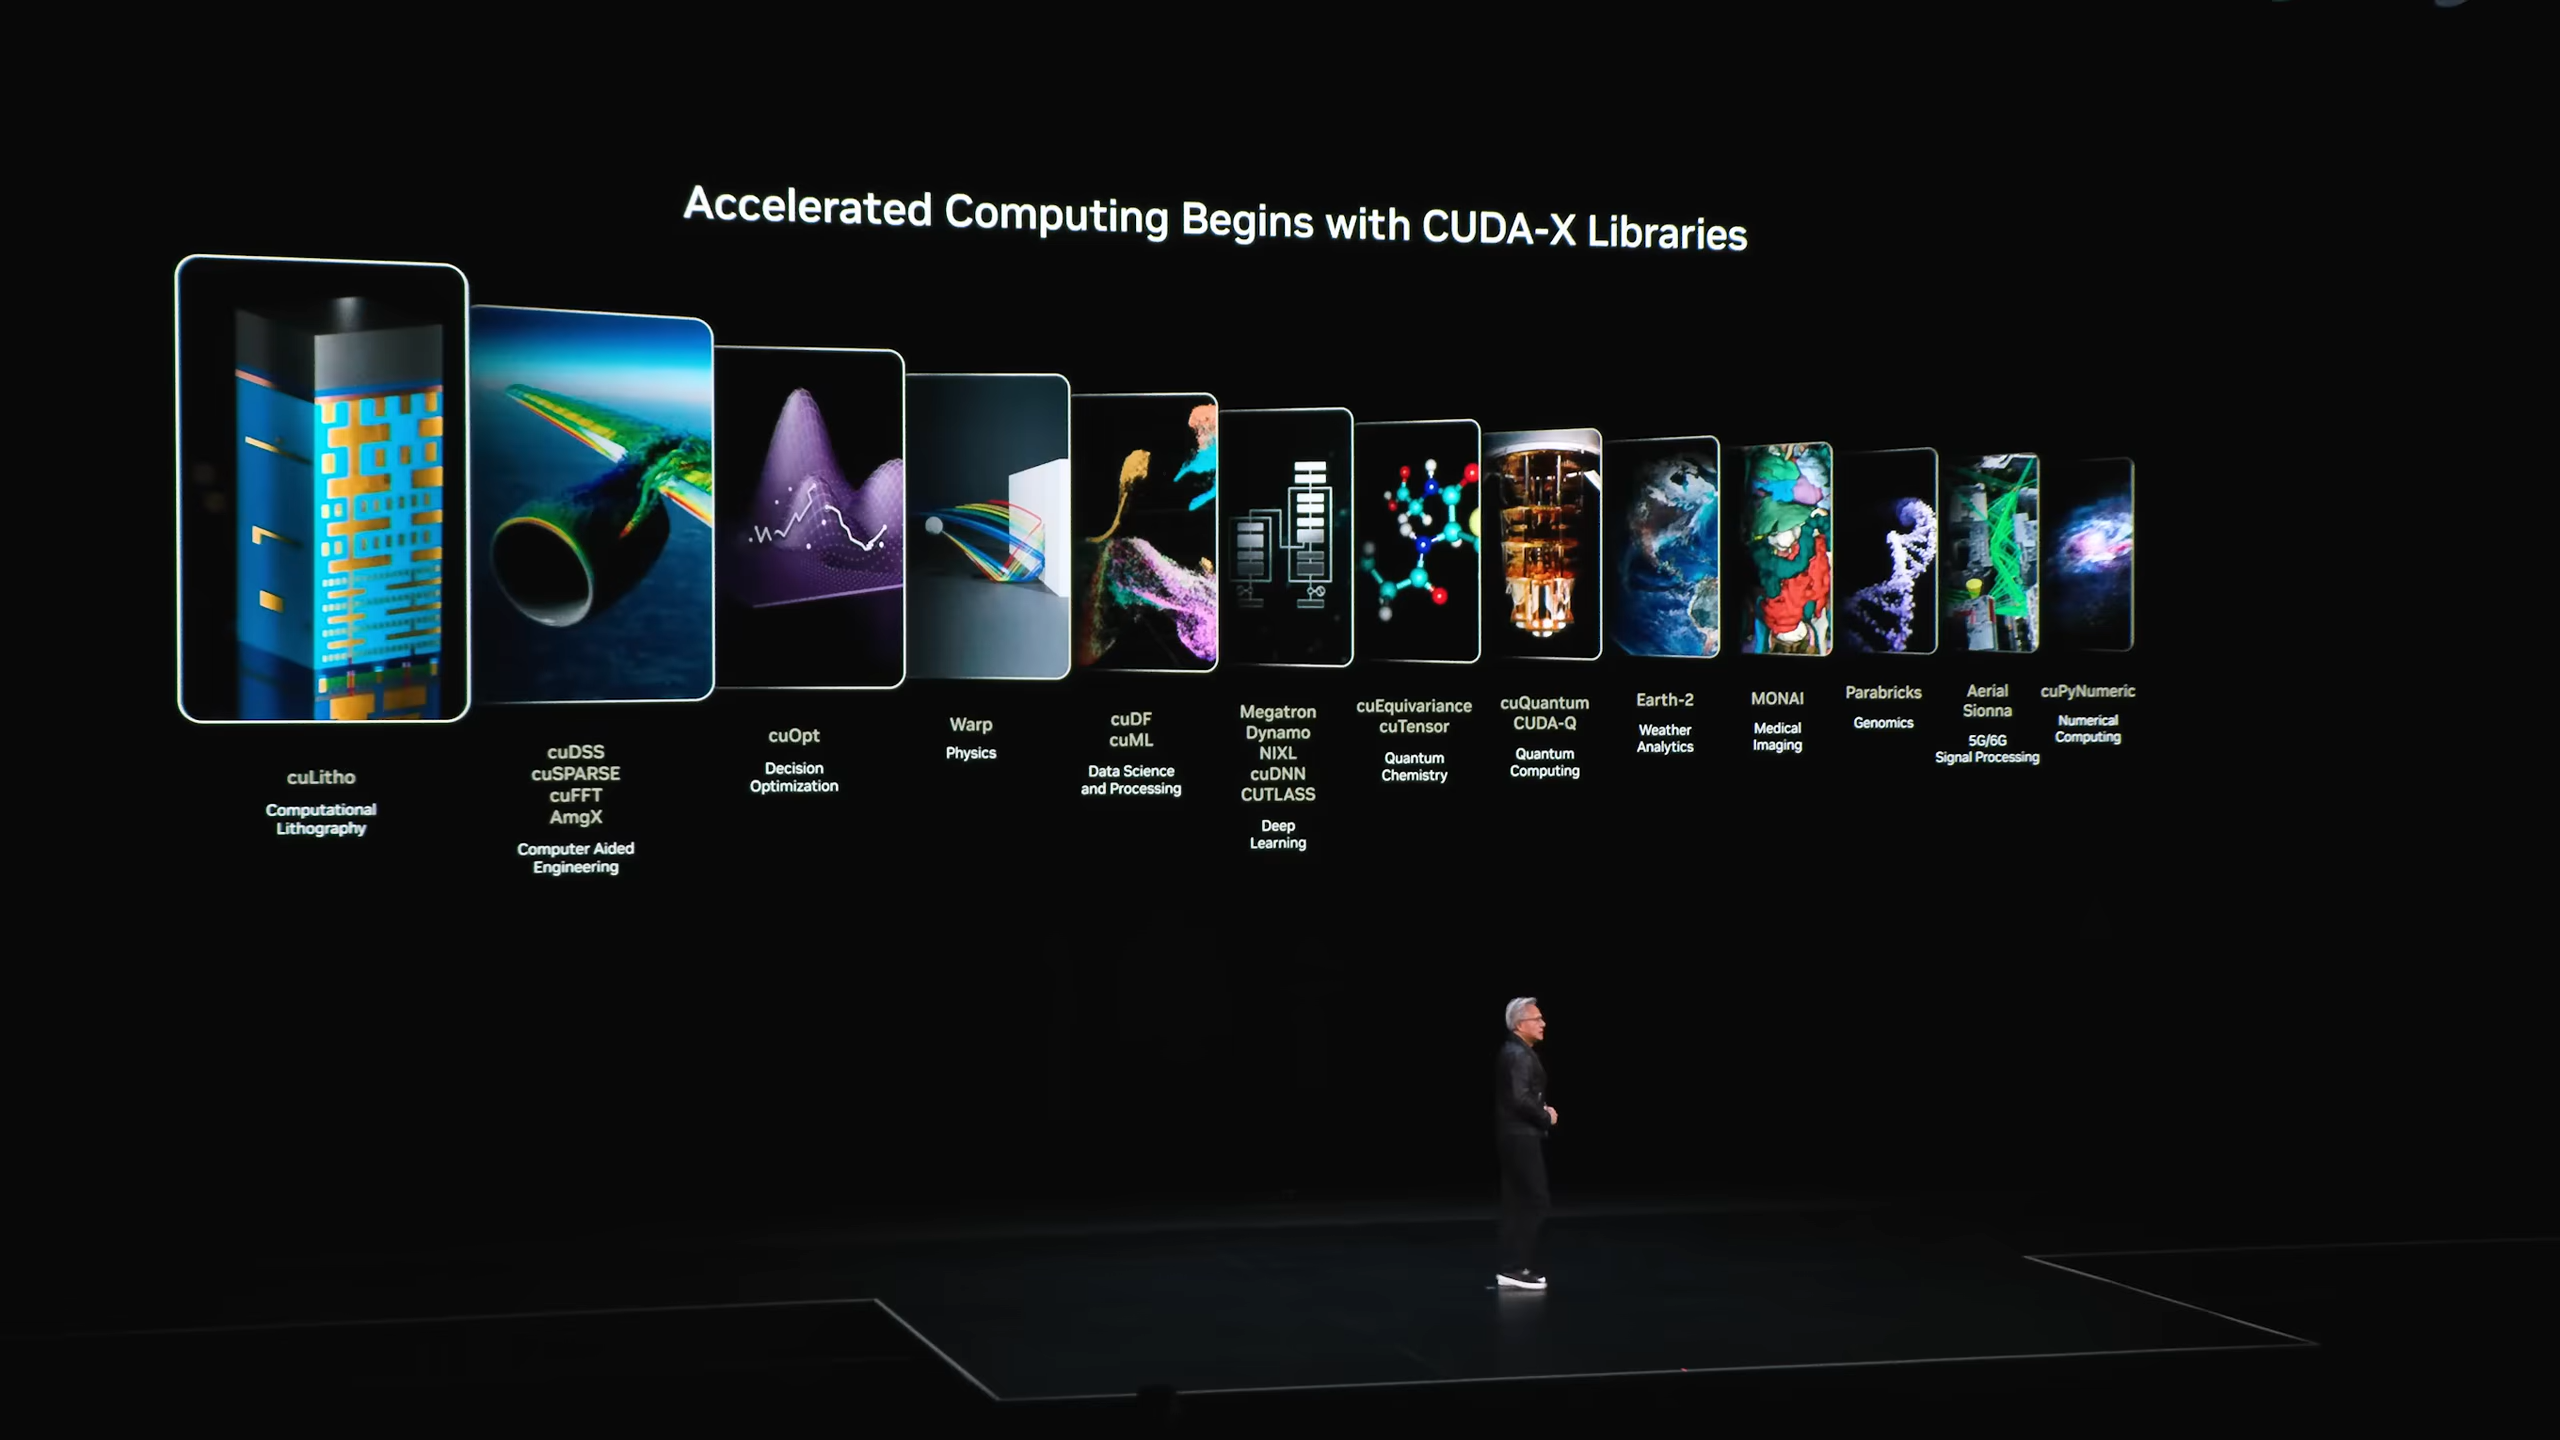 Accelerated Computing Begins with CUDA-X Libraries
cuLitho
Computational
Lithography
cuDSS
cuSPARSE
cuFFT
AmgX
Computer Aided
Engineering
cuOpt
Decision
Optimization
Warp
Physics
cuDF
cuML
Data Science
and Processing
Megatron
Dynamo
NIXL
cuDNN
CUTLASS
Deep
Learning
cuEquivariance
cuTensor
Quantum
Chemistry
cuQuantum
CUDA-Q
Quantum
Computing
Earth-2
Weather
Analytics
MONAI
Medical
Imaging
Parabricks
Genomics
Aerial
Sionna
5G/6G
Signal Processing
cuPyNumeric
Numerical
Computing